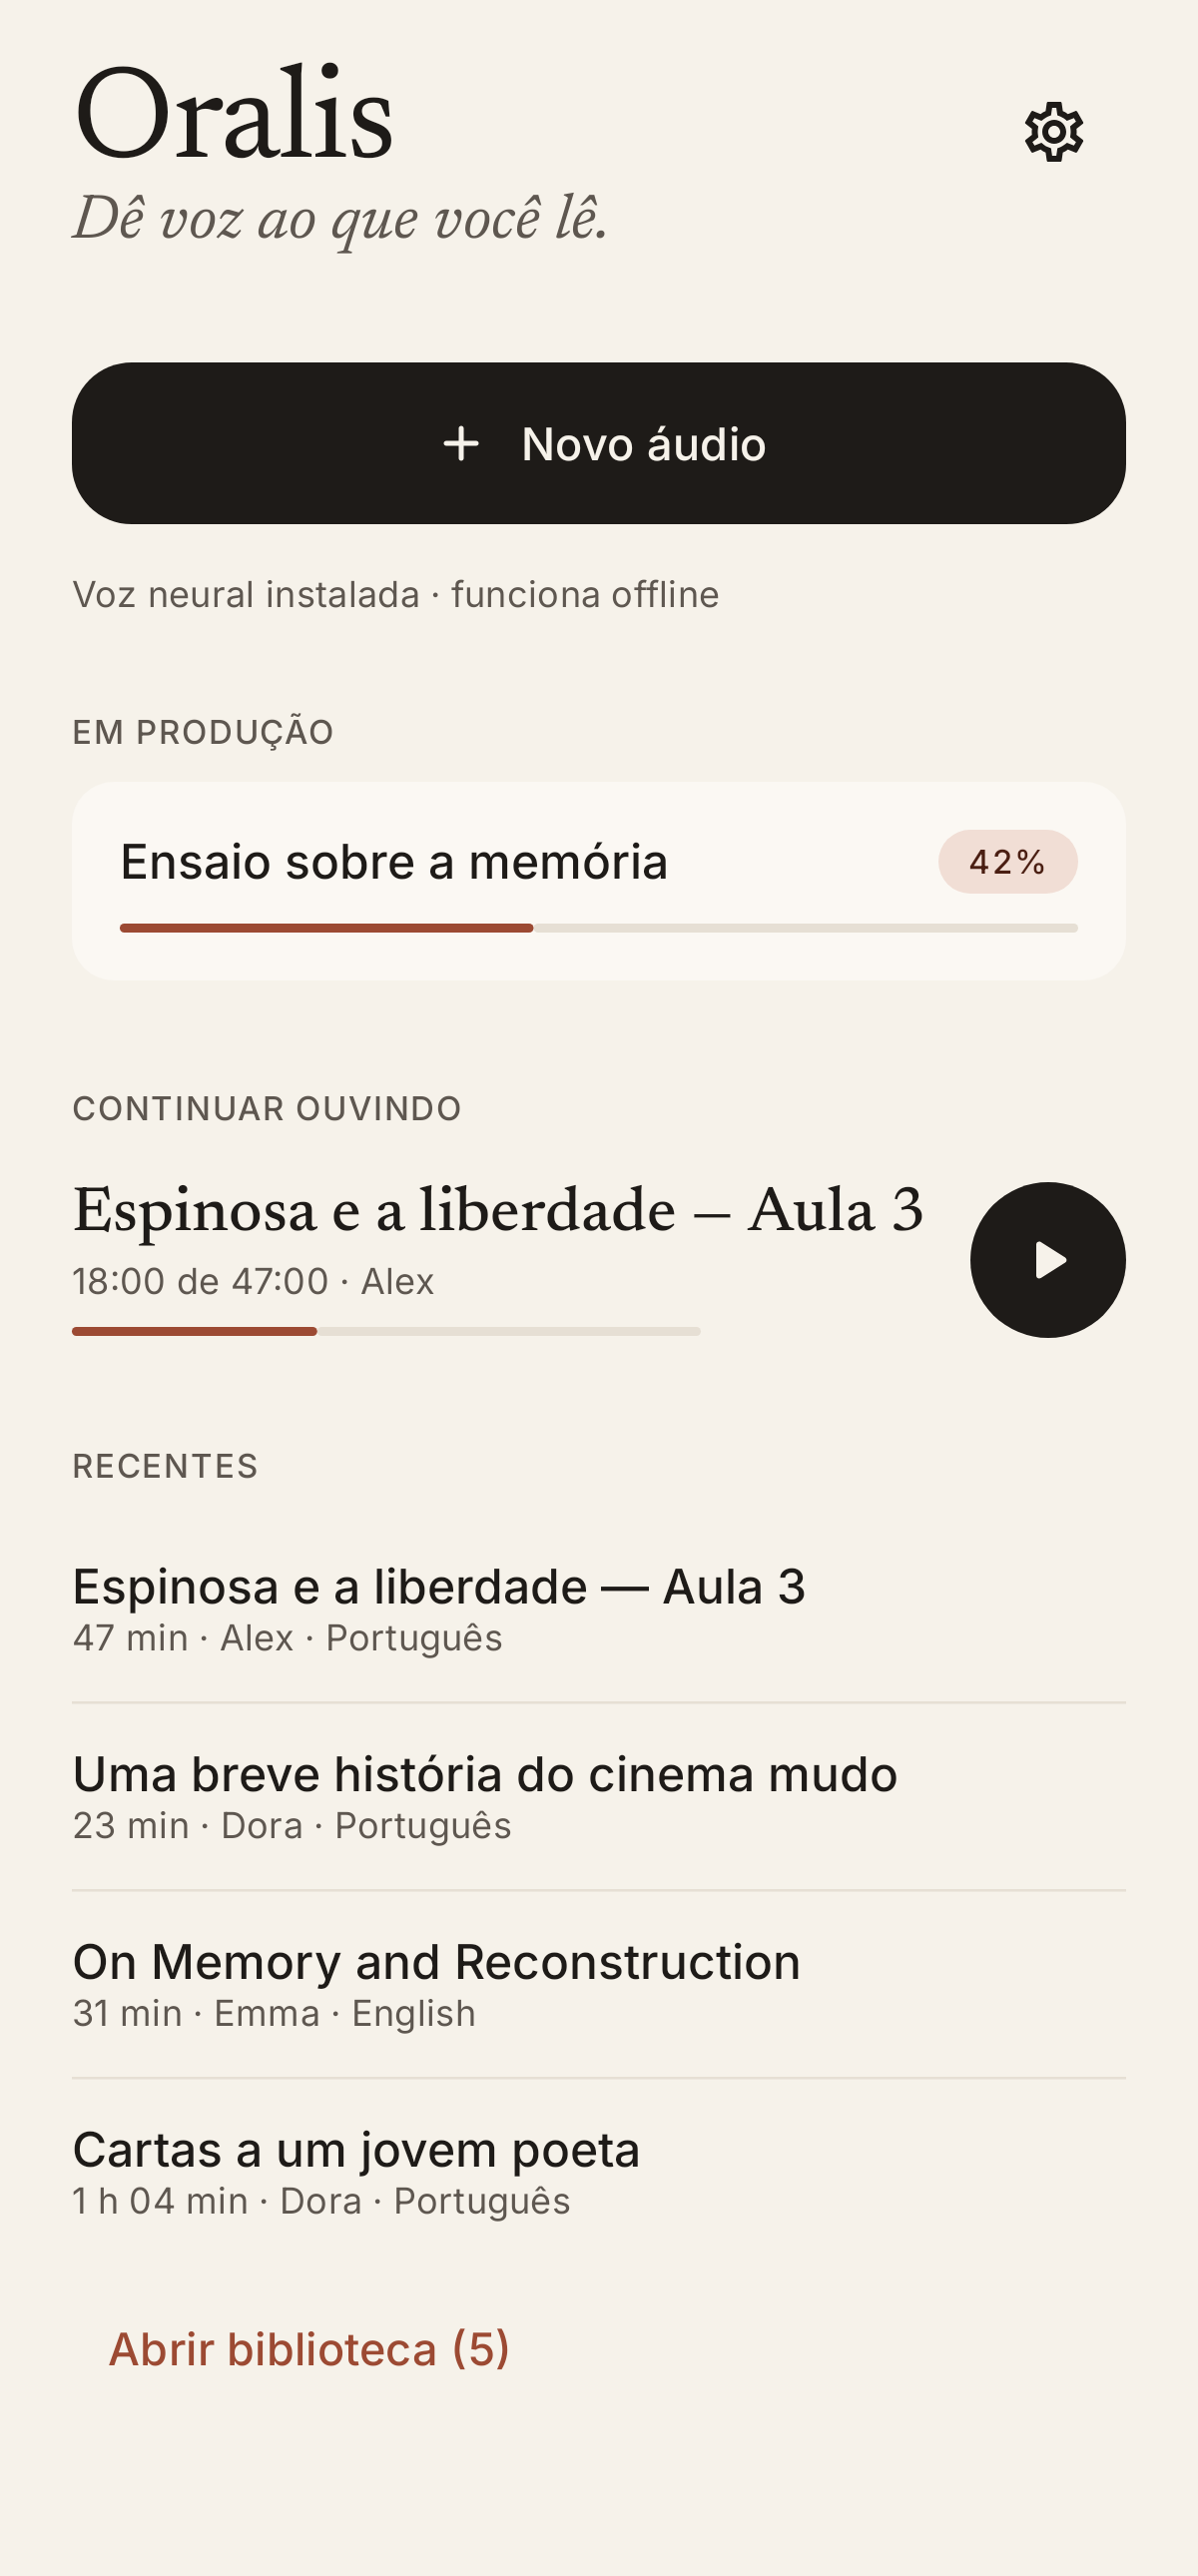 Oralis
Dê voz ao que você lê.
+ Novo áudio
Voz neural instalada · funciona offline
EM PRODUÇÃO
Ensaio sobre a memória 42%
CONTINUAR OUVINDO
Espinosa e a liberdade — Aula 3
18:00 de 47:00 · Alex
RECENTES
Espinosa e a liberdade — Aula 3
47 min · Alex · Português
Uma breve história do cinema mudo
23 min · Dora · Português
On Memory and Reconstruction
31 min · Emma · English
Cartas a um jovem poeta
1 h 04 min · Dora · Português
Abrir biblioteca (5)